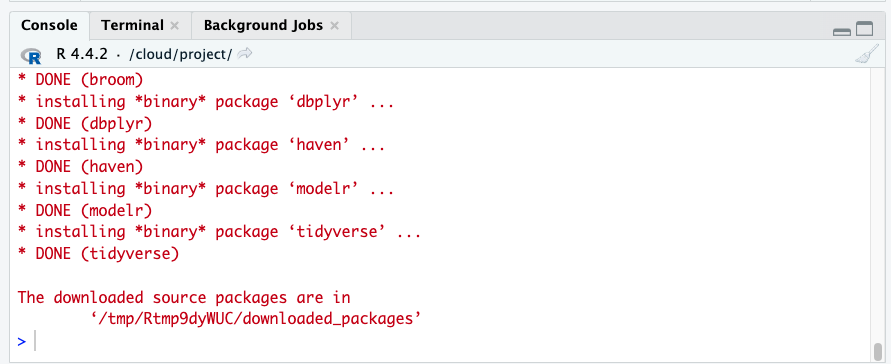 Console Terminal Background Jobs
R R 4.4.2 · /cloud/project/
* DONE (broom)
* installing *binary* package ‘dbplyr’ ...
* DONE (dbplyr)
* installing *binary* package ‘haven’ ...
* DONE (haven)
* installing *binary* package ‘modelr’ ...
* DONE (modelr)
* installing *binary* package ‘tidyverse’ ...
* DONE (tidyverse)
The downloaded source packages are in
‘/tmp/Rtmp9dyWUC/downloaded_packages’
>